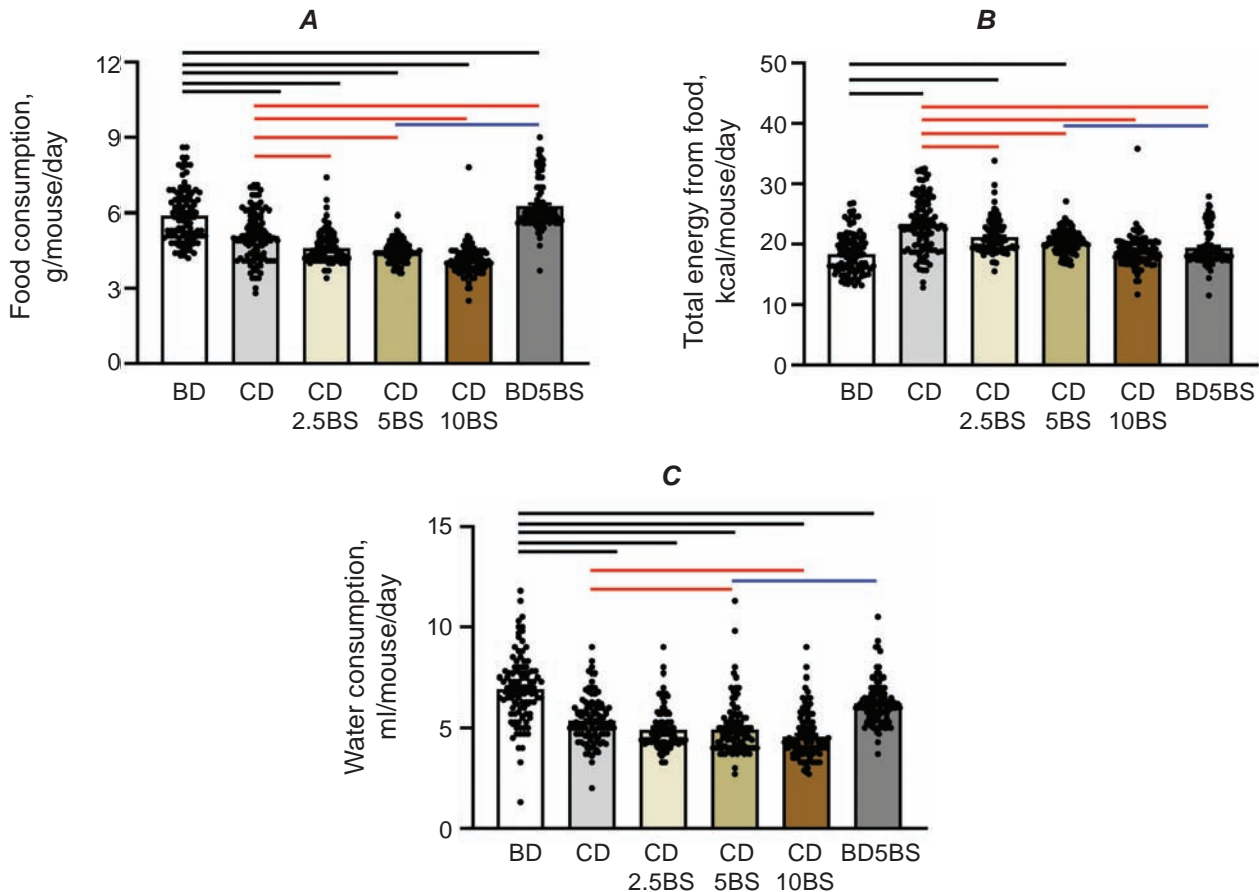 A
Food consumption,
g/mouse/day
12
9
6
3
0
BD
CD
CD
2.5BS
CD
5BS
CD
10BS
BD5BS
B
Total energy from food,
kcal/mouse/day
50
40
30
20
10
0
BD
CD
CD
2.5BS
CD
5BS
CD
10BS
BD5BS
C
Water consumption,
ml/mouse/day
15
10
5
0
BD
CD
CD
2.5BS
CD
5BS
CD
10BS
BD5BS